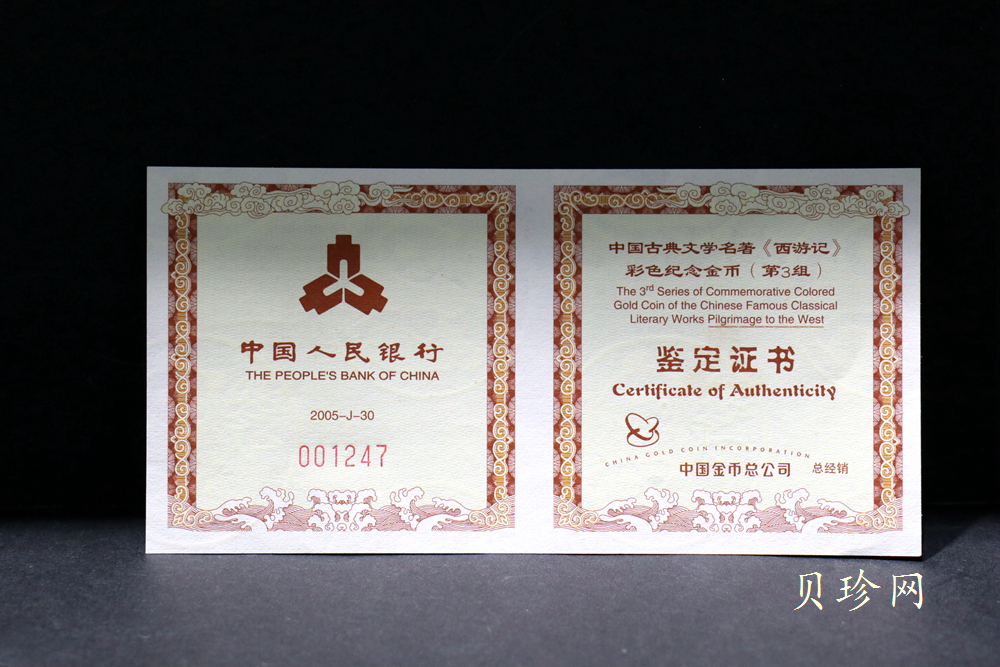 中国人民银行
THE PEOPLE'S BANK OF CHINA
2005-J-30
001247
中国古典文学名著《西游记》
彩色纪念金币（第3组）
The 3rd Series of Commemorative Colored
Gold Coin of the Chinese Famous Classical
Literary Works Pilgrimage to the West
鉴定证书
Certificate of Authenticity
CHINA GOLD COIN INCORPORATION
中国金币总公司 总经销
贝珍网